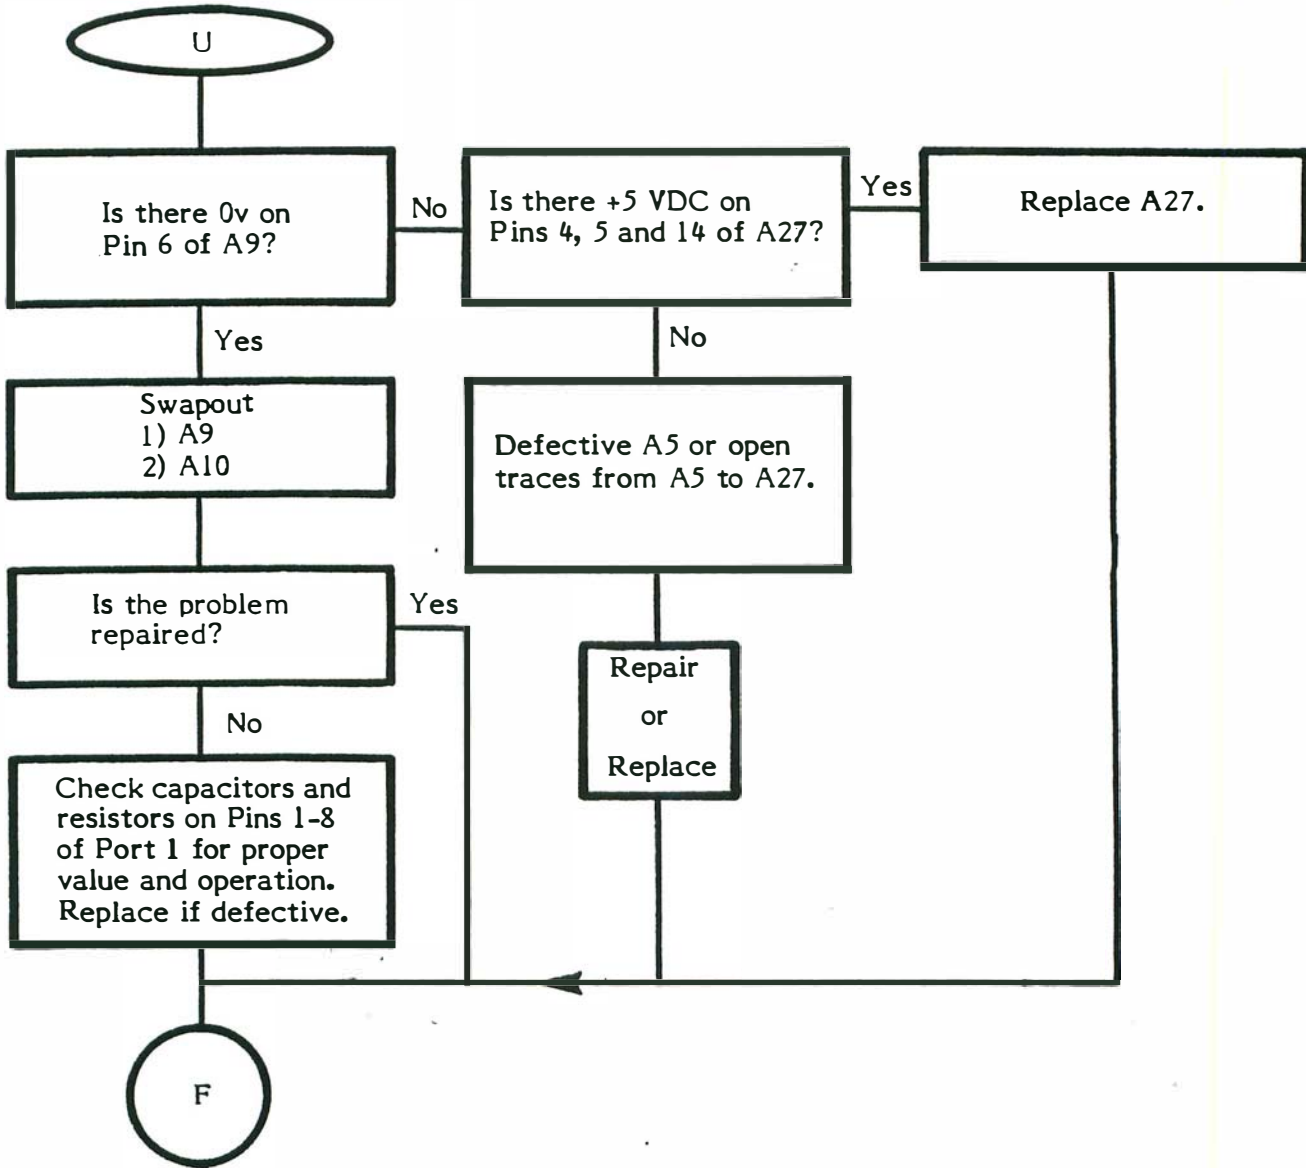 U
Is there 0v on
Pin 6 of A9?
No
Is there +5 VDC on
Pins 4, 5 and 14 of A27?
Yes
Replace A27.
Yes
No
Swapout
1) A9
2) A10
Defective A5 or open
traces from A5 to A27.
Is the problem
repaired?
Yes
Repair
or
Replace
No
Check capacitors and
resistors on Pins 1-8
of Port 1 for proper
value and operation.
Replace if defective.
F